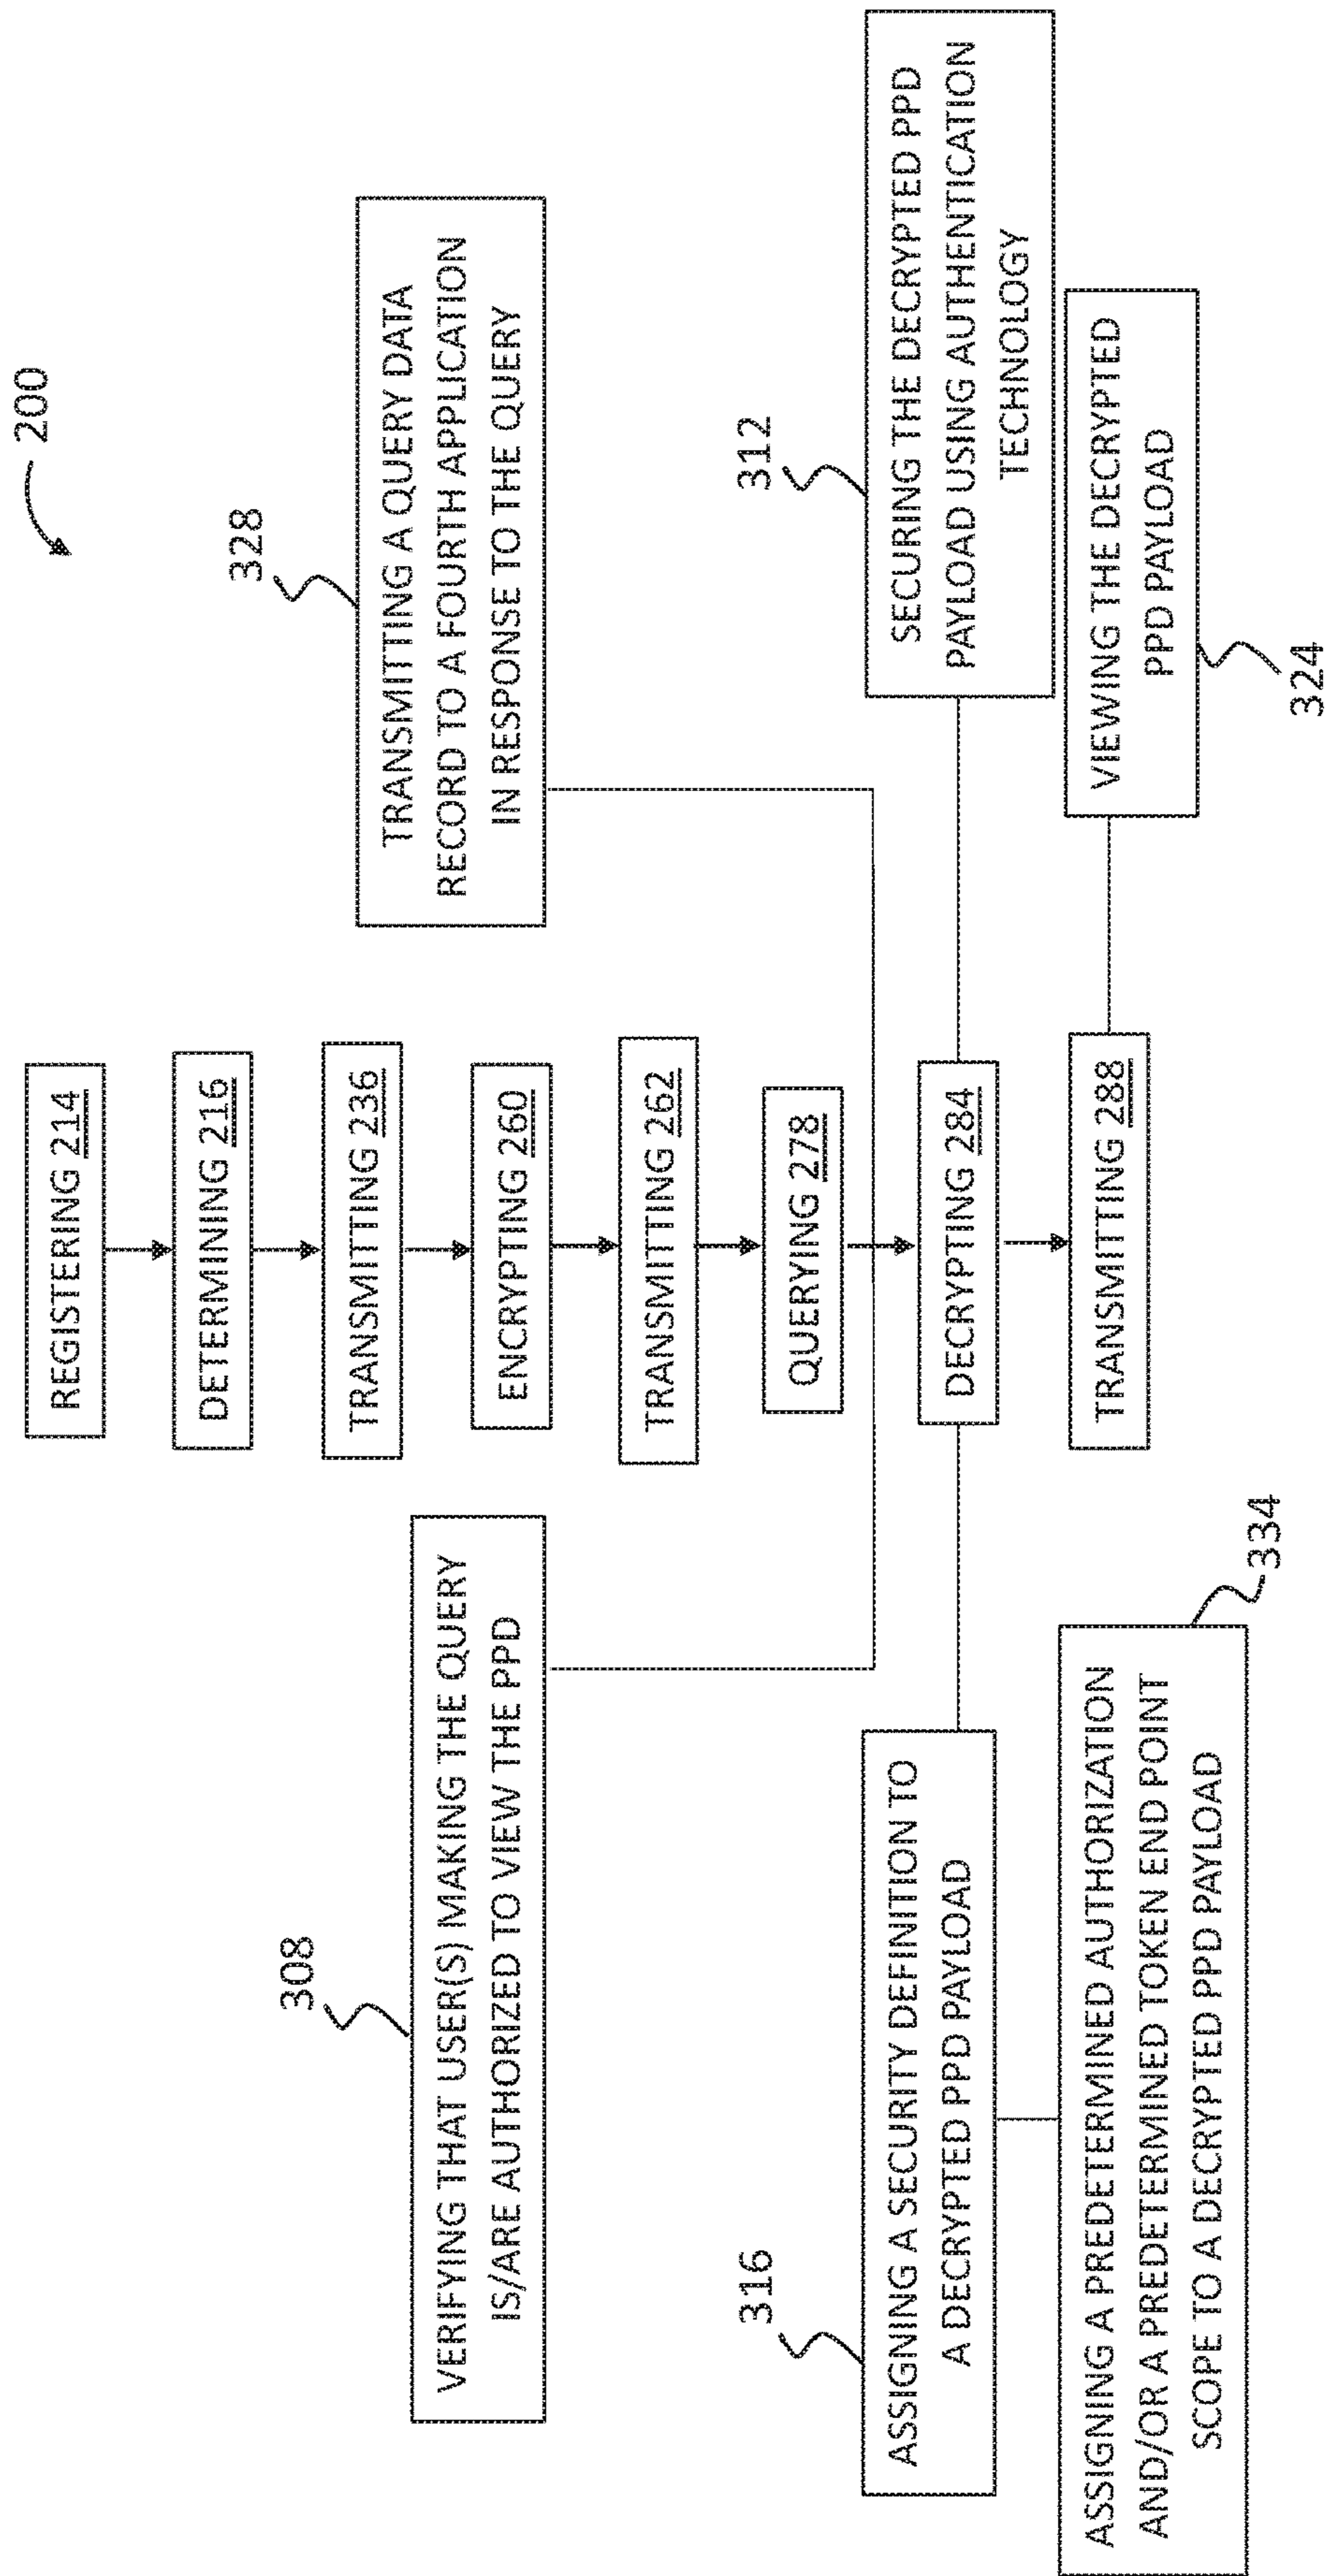 200
REGISTERING 214
DETERMINING 216
TRANSMITTING 236
ENCRYPTING 260
TRANSMITTING 262
QUERYING 278
DECRYPTING 284
TRANSMITTING 288
308
VERIFYING THAT USER(S) MAKING THE QUERY
IS/ARE AUTHORIZED TO VIEW THE PPD
328
TRANSMITTING A QUERY DATA
RECORD TO A FOURTH APPLICATION
IN RESPONSE TO THE QUERY
316
ASSIGNING A SECURITY DEFINITION TO
A DECRYPTED PPD PAYLOAD
312
SECURING THE DECRYPTED PPD
PAYLOAD USING AUTHENTICATION
TECHNOLOGY
334
ASSIGNING A PREDETERMINED AUTHORIZATION
AND/OR A PREDETERMINED TOKEN END POINT
SCOPE TO A DECRYPTED PPD PAYLOAD
VIEWING THE DECRYPTED
PPD PAYLOAD
324